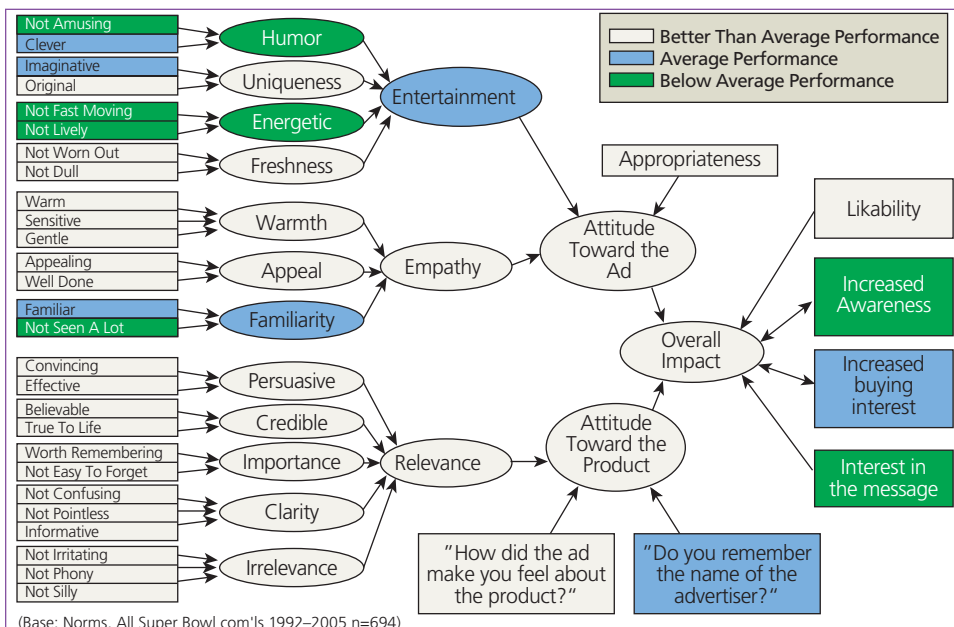 Not Amusing
Clever
Imaginative
Original
Not Fast Moving
Not Lively
Not Worn Out
Not Dull
Warm
Sensitive
Gentle
Appealing
Well Done
Familiar
Not Seen A Lot
Convincing
Effective
Believable
True To Life
Worth Remembering
Not Easy To Forget
Not Confusing
Not Pointless
Informative
Not Irritating
Not Phony
Not Silly
Humor
Uniqueness
Energetic
Freshness
Warmth
Appeal
Familiarity
Persuasive
Credible
Importance
Clarity
Irrelevance
Entertainment
Empathy
Relevance
Better Than Average Performance
Average Performance
Below Average Performance
Appropriateness
Attitude
Toward the
Ad
Attitude
Toward the
Product
"How did the ad
make you feel about
the product?"
"Do you remember
the name of the
advertiser?"
Overall
Impact
Likability
Increased
Awareness
Increased
buying
interest
Interest in
the message
(Base: Norms, All Super Bowl com'ls 1992–2005 n=694)